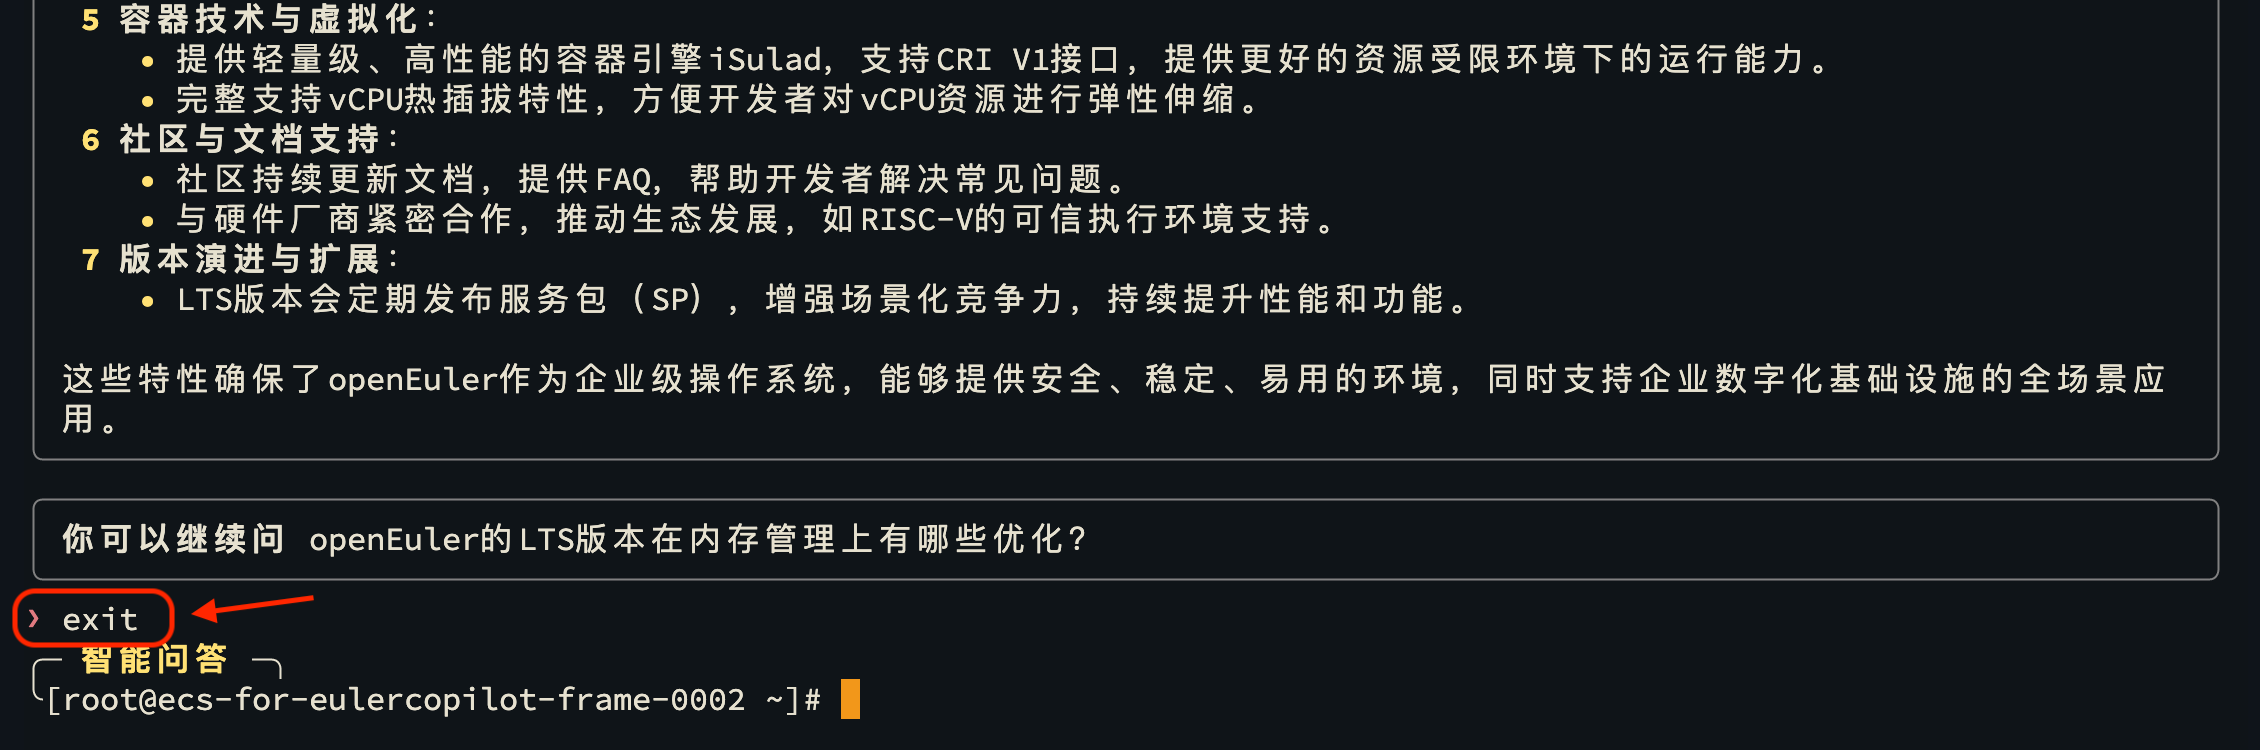 5 容器技术与虚拟化：
• 提供轻量级、高性能的容器引擎iSulad，支持CRI V1接口，提供更好的资源受限环境下的运行能力。
• 完整支持vCPU热插拔特性，方便开发者对vCPU资源进行弹性伸缩。
6 社区与文档支持：
• 社区持续更新文档，提供FAQ，帮助开发者解决常见问题。
• 与硬件厂商紧密合作，推动生态发展，如RISC-V的可信执行环境支持。
7 版本演进与扩展：
• LTS版本会定期发布服务包（SP），增强场景化竞争力，持续提升性能和功能。
这些特性确保了openEuler作为企业级操作系统，能够提供安全、稳定、易用的环境，同时支持企业数字化基础设施的全场景应
用。
你可以继续问 openEuler的LTS版本在内存管理上有哪些优化？
❯ exit
智能问答
[root@ecs-for-eulercopilot-frame-0002 ~]#